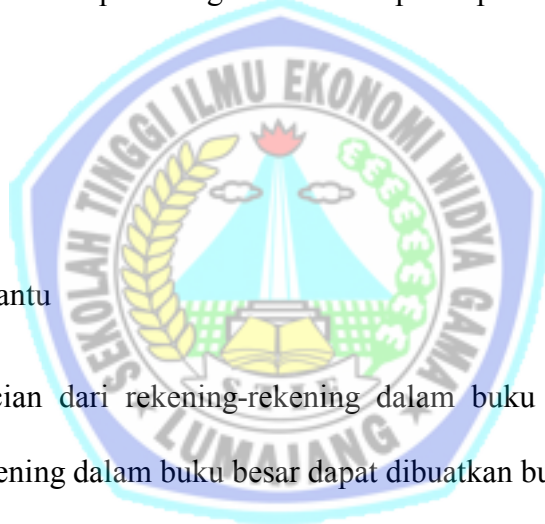 SEKOLAH TINGGI ILMU EKONOMI WIDYA GAMA
antu
cian dari rekening-rekening dalam buku
S.T.I.E
LUMAJANG
ening dalam buku besar dapat dibuatkan bu